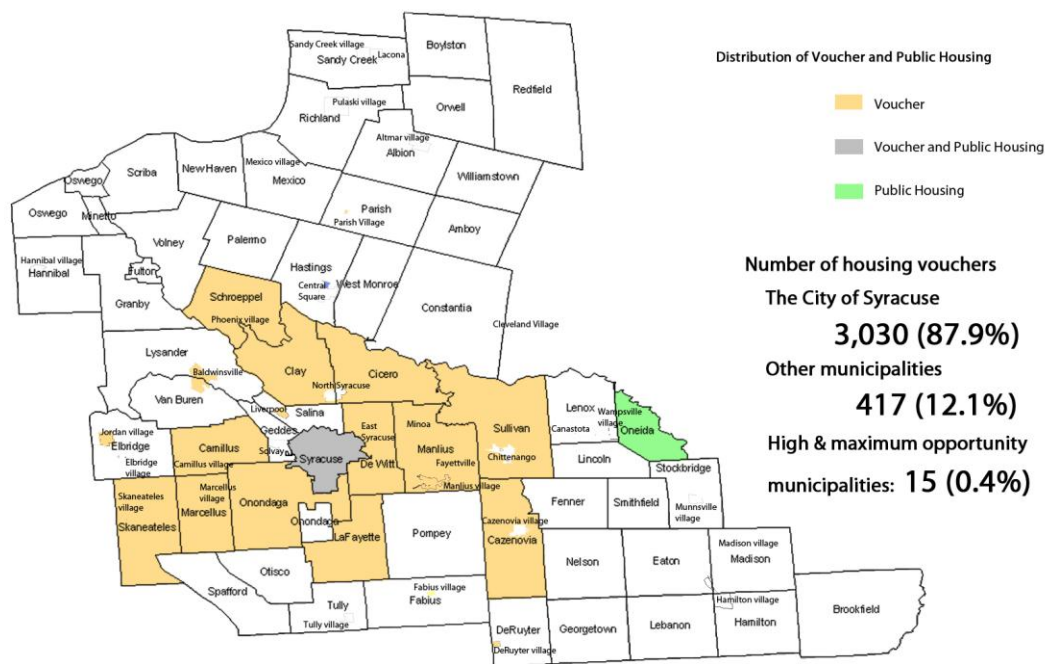 Sandy Creek village
Lacona
Sandy Creek
Boylston
Redfield
Pulaski village
Richland
Orwell
Altmar village
Albion
Scriba
New Haven
Mexico village
Mexico
Williamstown
Oswego
Oswego
Minetto
Parish
Parish Village
Amboy
Volney
Palermo
Hannibal village
Hannibal
Fulton
Hastings
Central
Square
West Monroe
Granby
Schroeppel
Phoenix village
Constantia
Cleveland Village
Lysander
Baldwinsville
Clay
Cicero
North Syracuse
Van Buren
Liverpool
Salina
Lenox
Wampsville
village
Canastota
Oneida
Jordan village
Elbridge
Elbridge
village
Camillus
Camillus village
Geddes
Solvay
Syracuse
East
Syracuse
De Witt
Minoa
Manlius
Fayettville
Manlius village
Sullivan
Chittenango
Lincoln
Stockbridge
Skaneateles
village
Skaneateles
Marcellus
village
Marcellus
Onondaga
Onondaga
LaFayette
Pompey
Cazenovia village
Cazenovia
Fenner
Smithfield
Munnsville
village
Otisco
Spafford
Tully
Tully village
Fabius village
Fabius
Nelson
Eaton
Madison village
Madison
DeRuyter
DeRuyter village
Georgetown
Lebanon
Hamilton village
Hamilton
Brookfield
Distribution of Voucher and Public Housing
Voucher
Voucher and Public Housing
Public Housing
Number of housing vouchers
The City of Syracuse
3,030 (87.9%)
Other municipalities
417 (12.1%)
High & maximum opportunity
municipalities: 15 (0.4%)